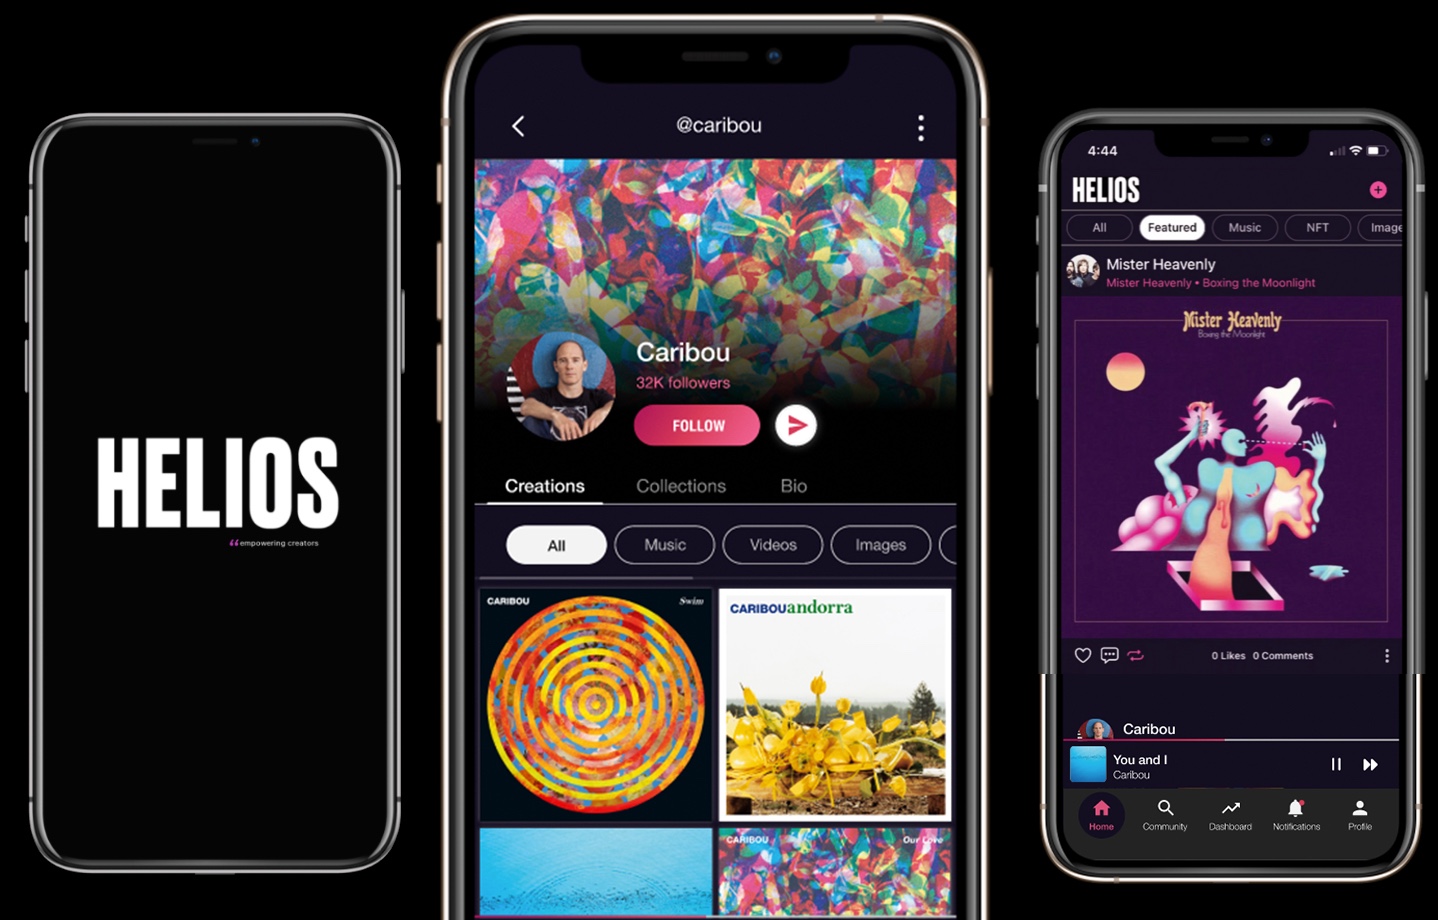 HELIOS
“empowering creators
@caribou
Caribou
32K followers
FOLLOW
Creations Collections Bio
All Music Videos Images
CARIBOU Swim
CARIBOUandorra
CARIBOU Our Love
4:44
HELIOS
All Featured Music NFT Image
Mister Heavenly
Mister Heavenly • Boxing the Moonlight
Mister Heavenly
Boxing the Moonlight
0 Likes 0 Comments
Caribou
You and I
Caribou
Home Community Dashboard Notifications Profile